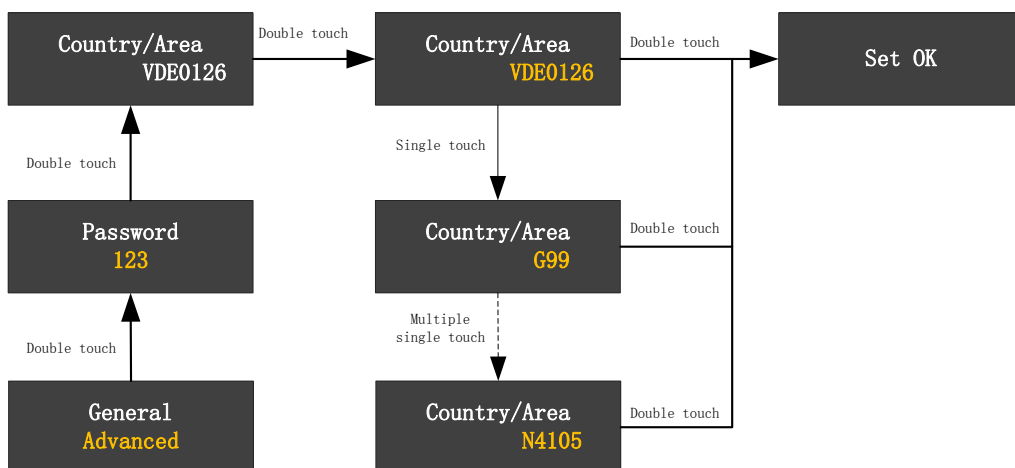 Country/Area
VDE0126
Double touch
Country/Area
VDE0126
Double touch
Set OK
Double touch
Single touch
Password
123
Country/Area
G99
Double touch
Double touch
Multiple
single touch
General
Advanced
Country/Area
N4105
Double touch